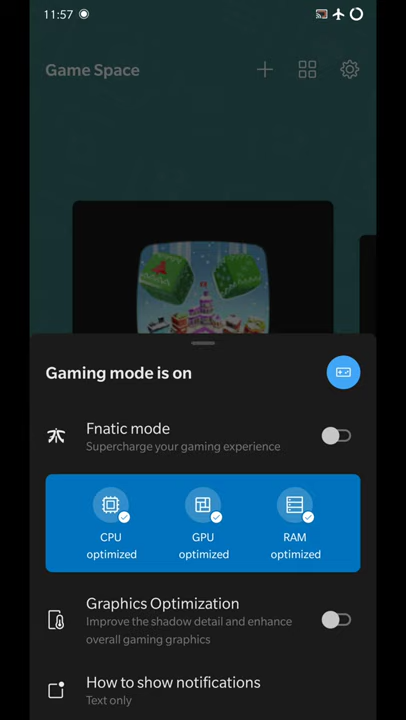 11:57
Game Space
Gaming mode is on
Fnatic mode
Supercharge your gaming experience
CPU
optimized
GPU
optimized
RAM
optimized
Graphics Optimization
Improve the shadow detail and enhance
overall gaming graphics
How to show notifications
Text only